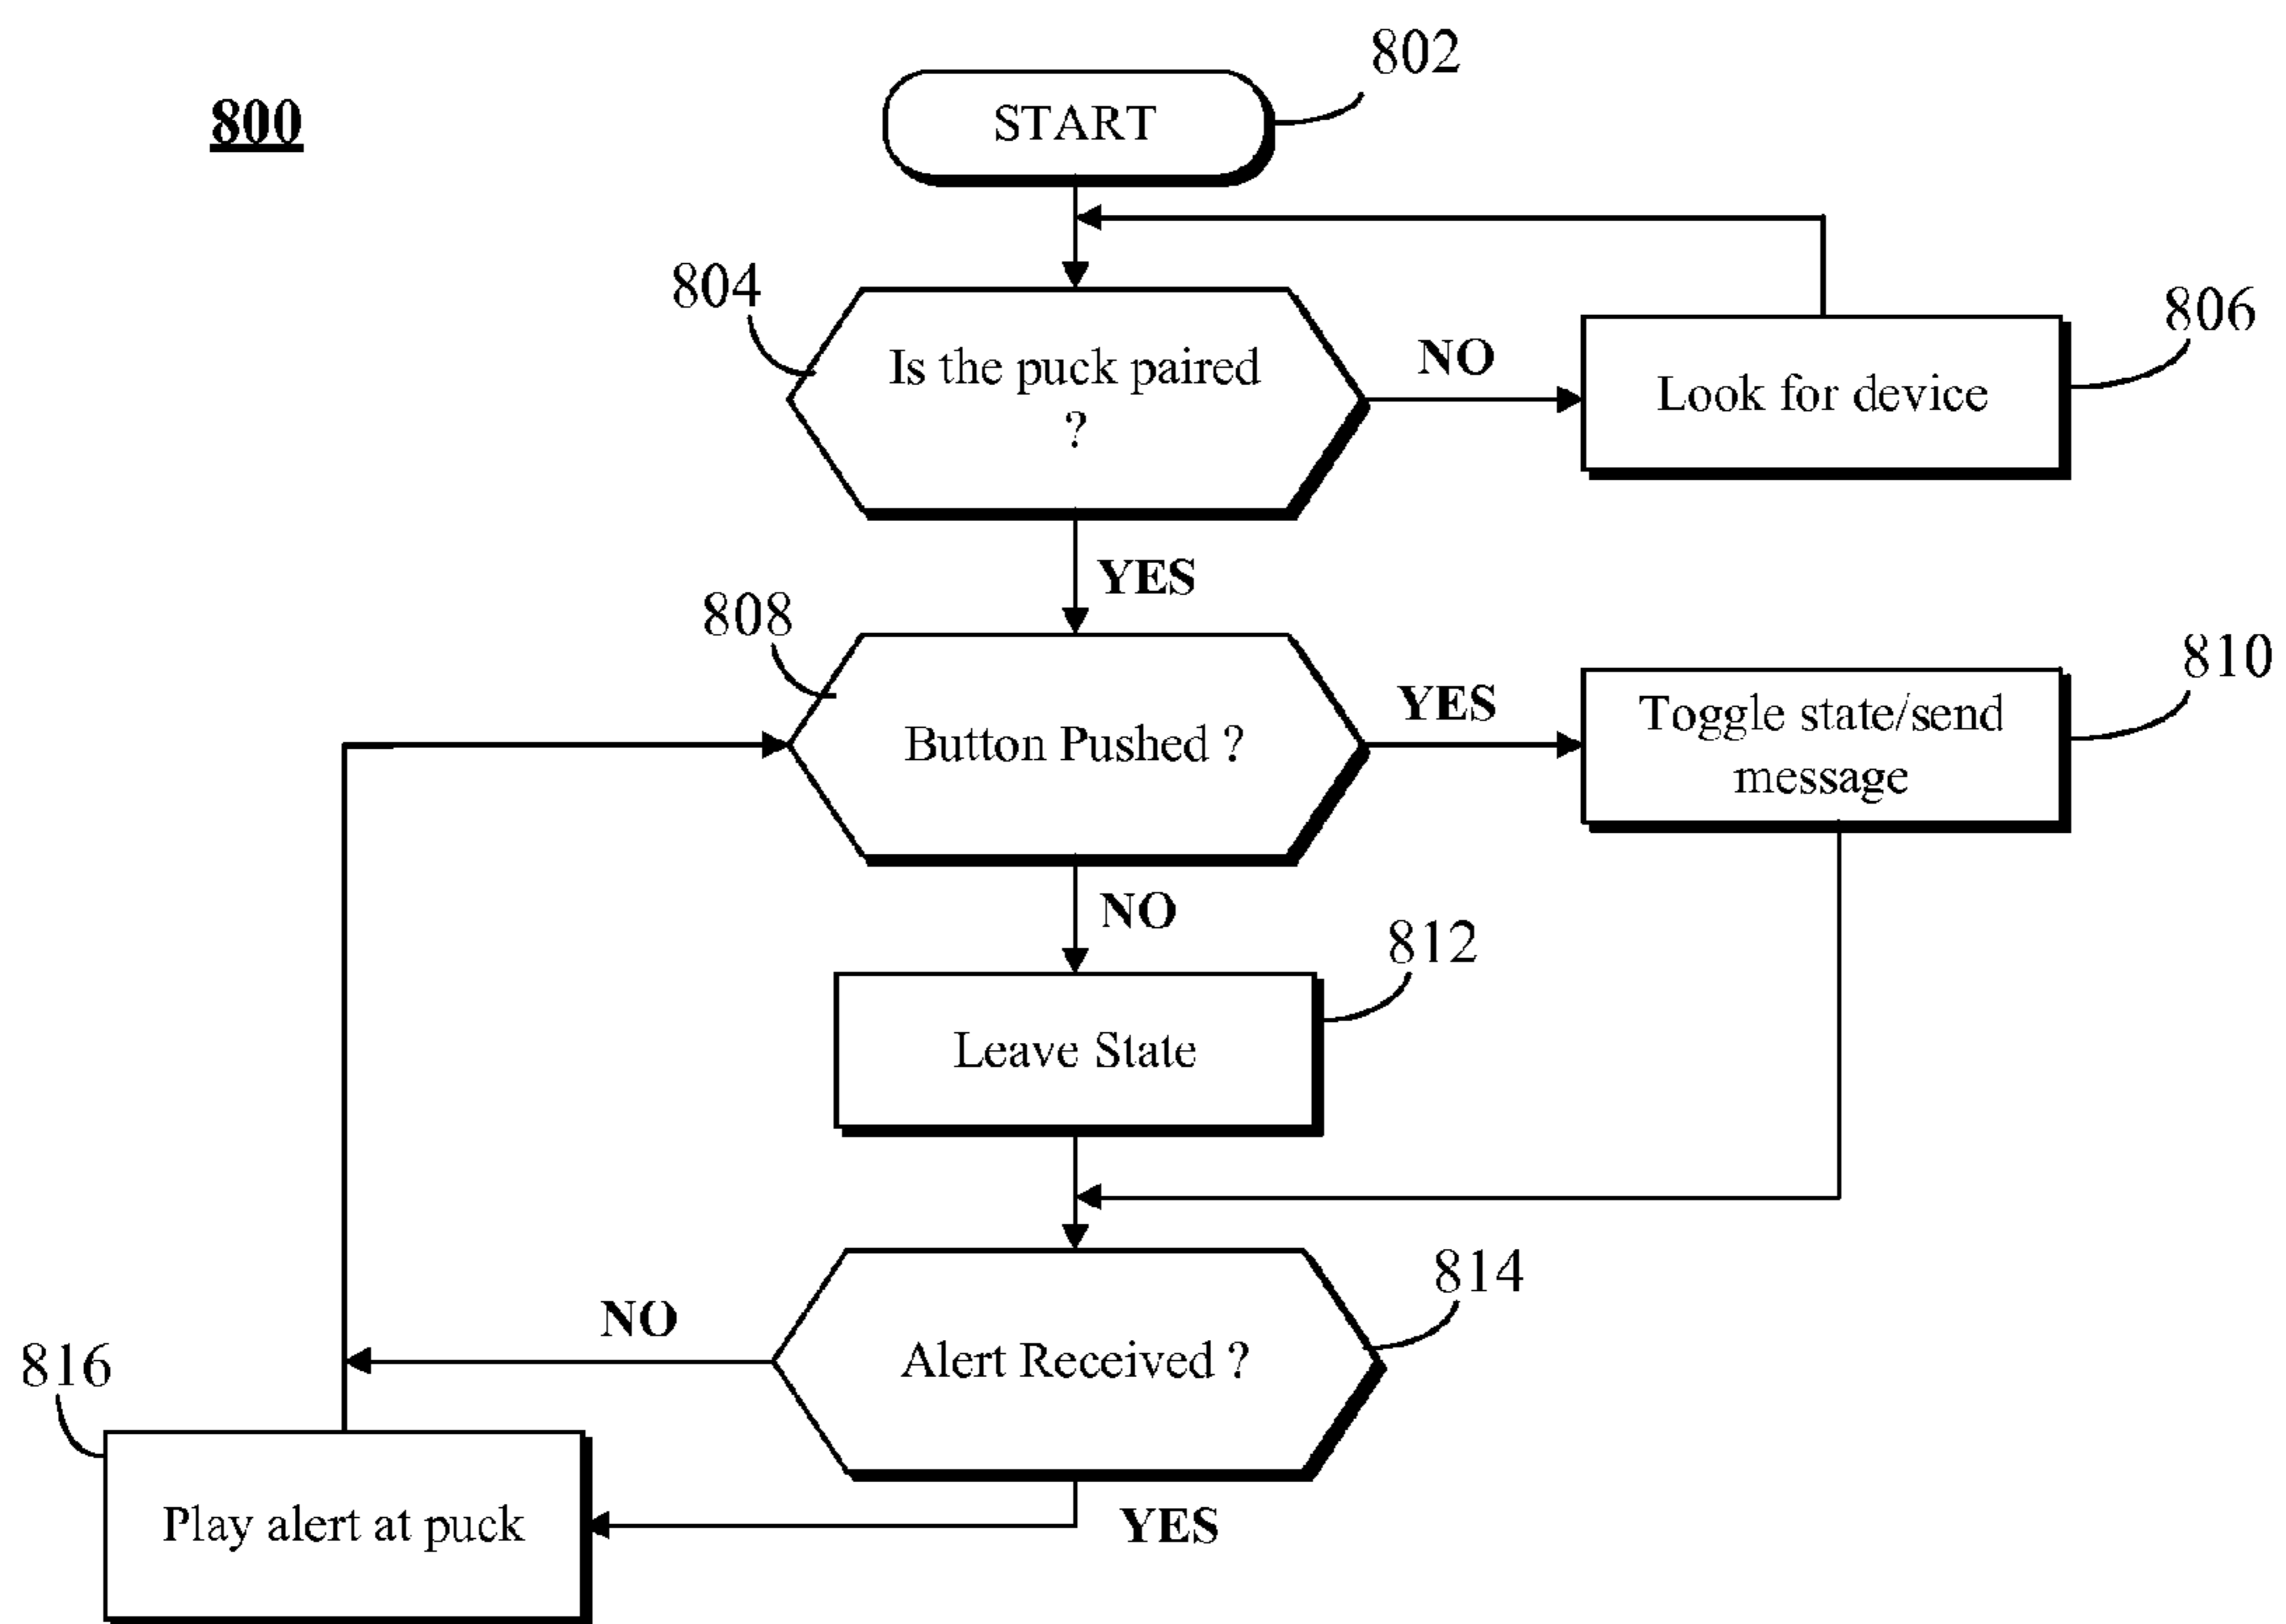 800
802
START
804
Is the puck paired
?
NO
806
Look for device
YES
808
Button Pushed ?
YES
810
Toggle state/send
message
NO
812
Leave State
814
Alert Received ?
NO
816
Play alert at puck
YES